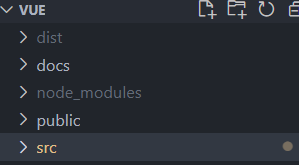 VUE
dist
docs
node_modules
public
src